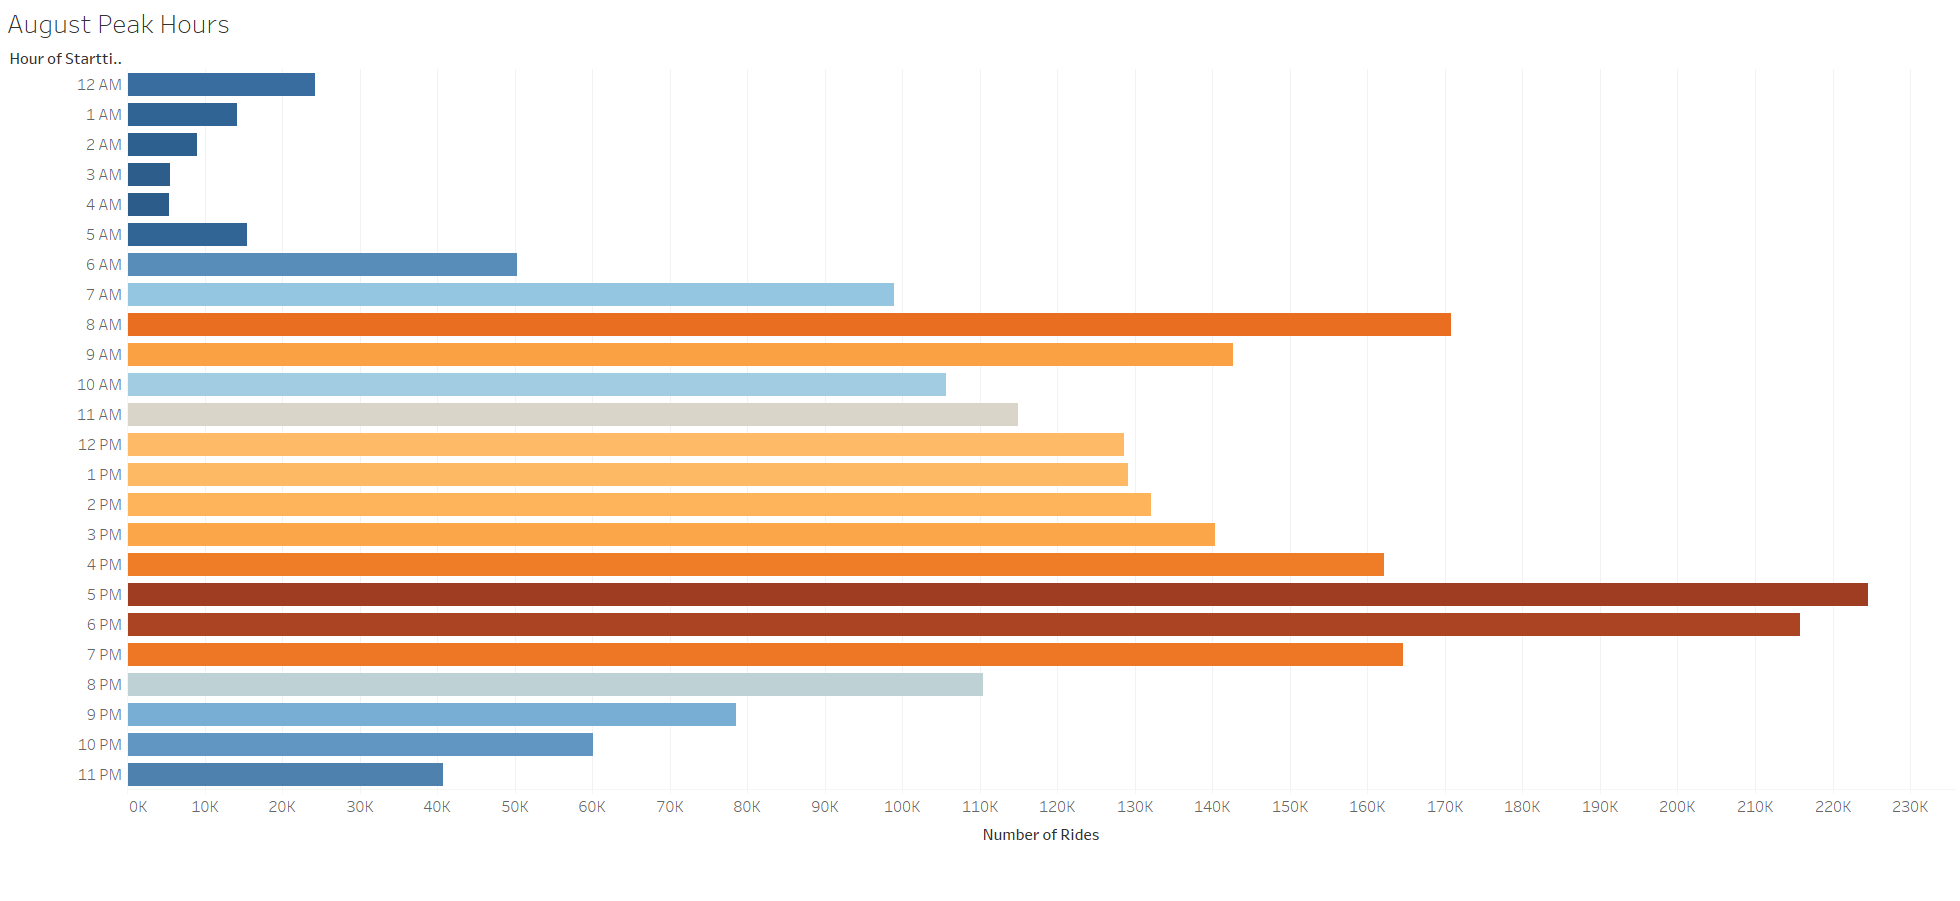 August Peak Hours
Hour of Startti..
12 AM
1 AM
2 AM
3 AM
4 AM
5 AM
6 AM
7 AM
8 AM
9 AM
10 AM
11 AM
12 PM
1 PM
2 PM
3 PM
4 PM
5 PM
6 PM
7 PM
8 PM
9 PM
10 PM
11 PM
0K 10K 20K 30K 40K 50K 60K 70K 80K 90K 100K 110K 120K 130K 140K 150K 160K 170K 180K 190K 200K 210K 220K 230K
Number of Rides